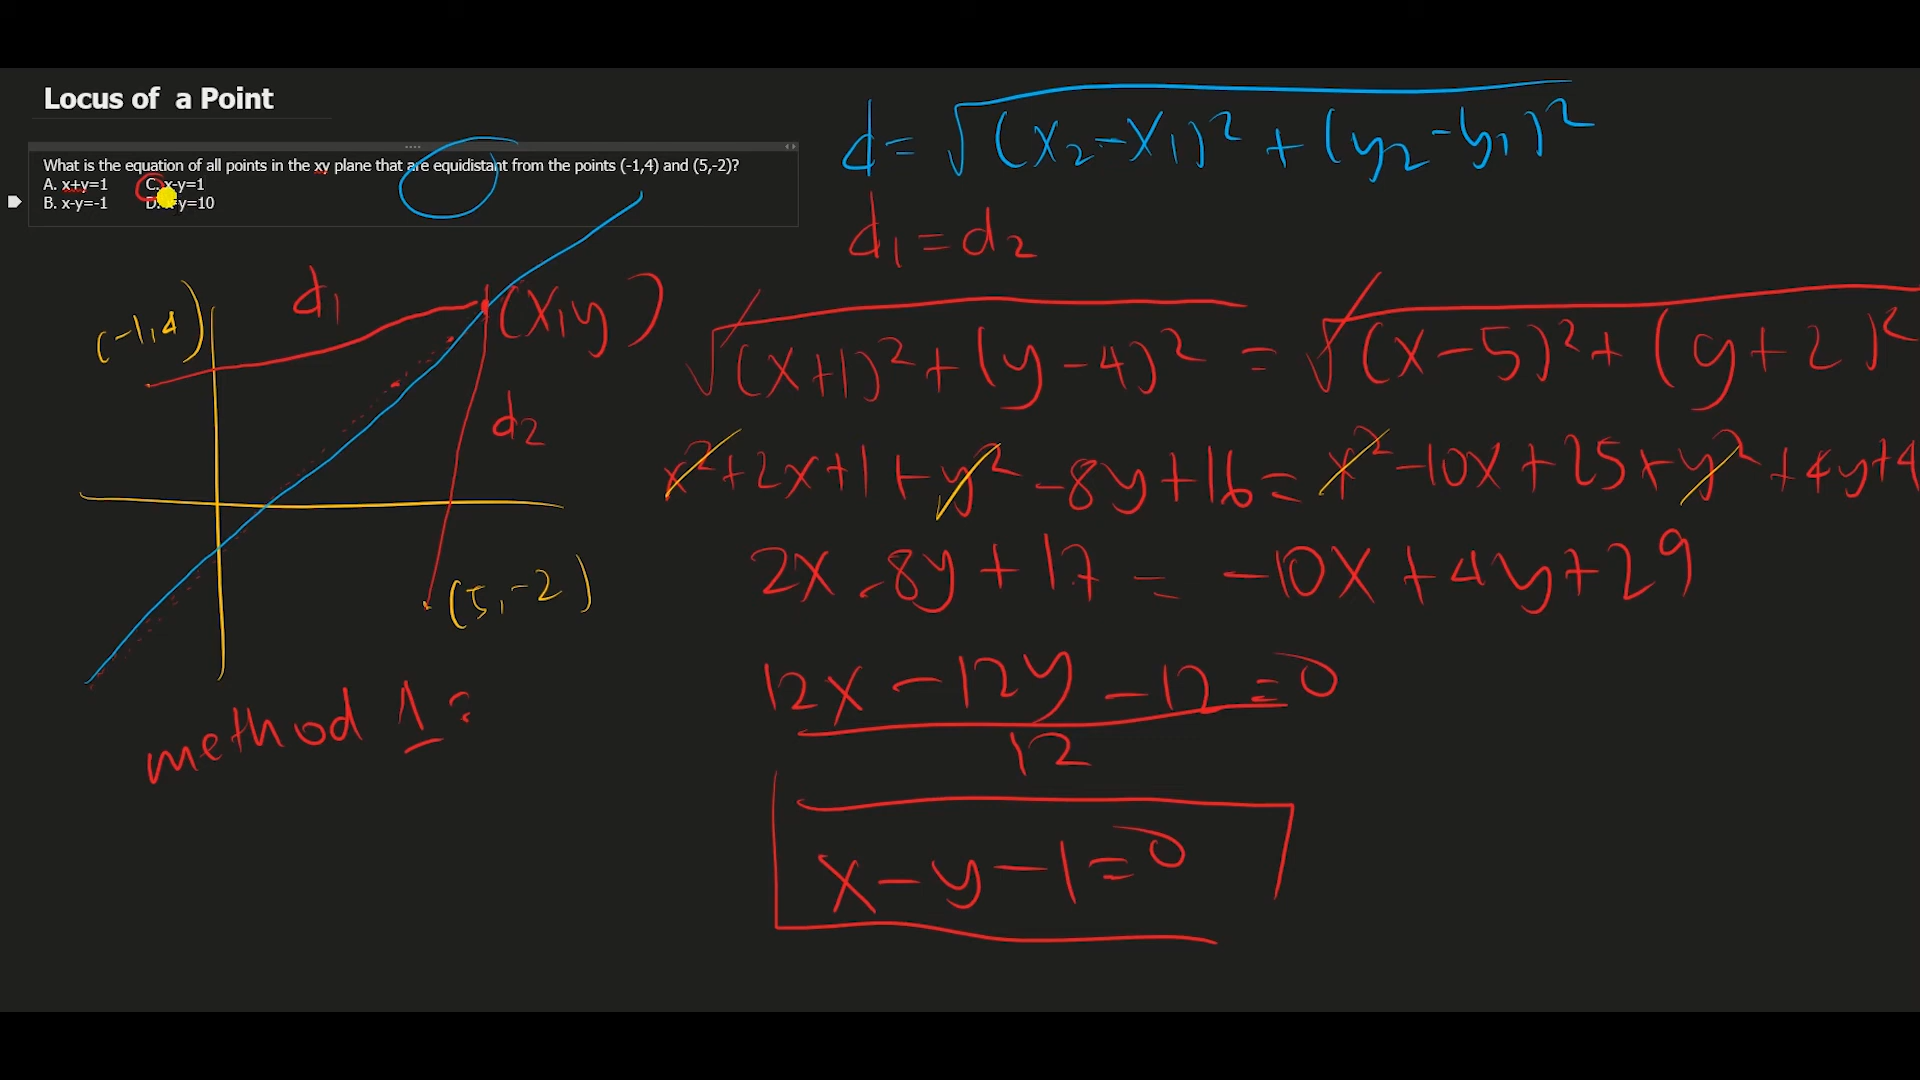 Locus of a Point
What is the equation of all points in the xy plane that are equidistant from the points (-1,4) and (5,-2)?
A. x+y=1 C. x-y=1
B. x-y=-1 D. x+y=10
d = √(x₂-x₁)² + (y₂-y₁)²
d₁ = d₂
(-1,4)
d₁
(x,y)
d₂
(5,-2)
√(x+1)² + (y-4)² = √(x-5)² + (y+2)²
x²+2x+1+y²-8y+16 = x²-10x+25+y²+4y+4
2x-8y+17 = -10x+4y+29
12x-12y-12=0
12
x-y-1=0
method 1: